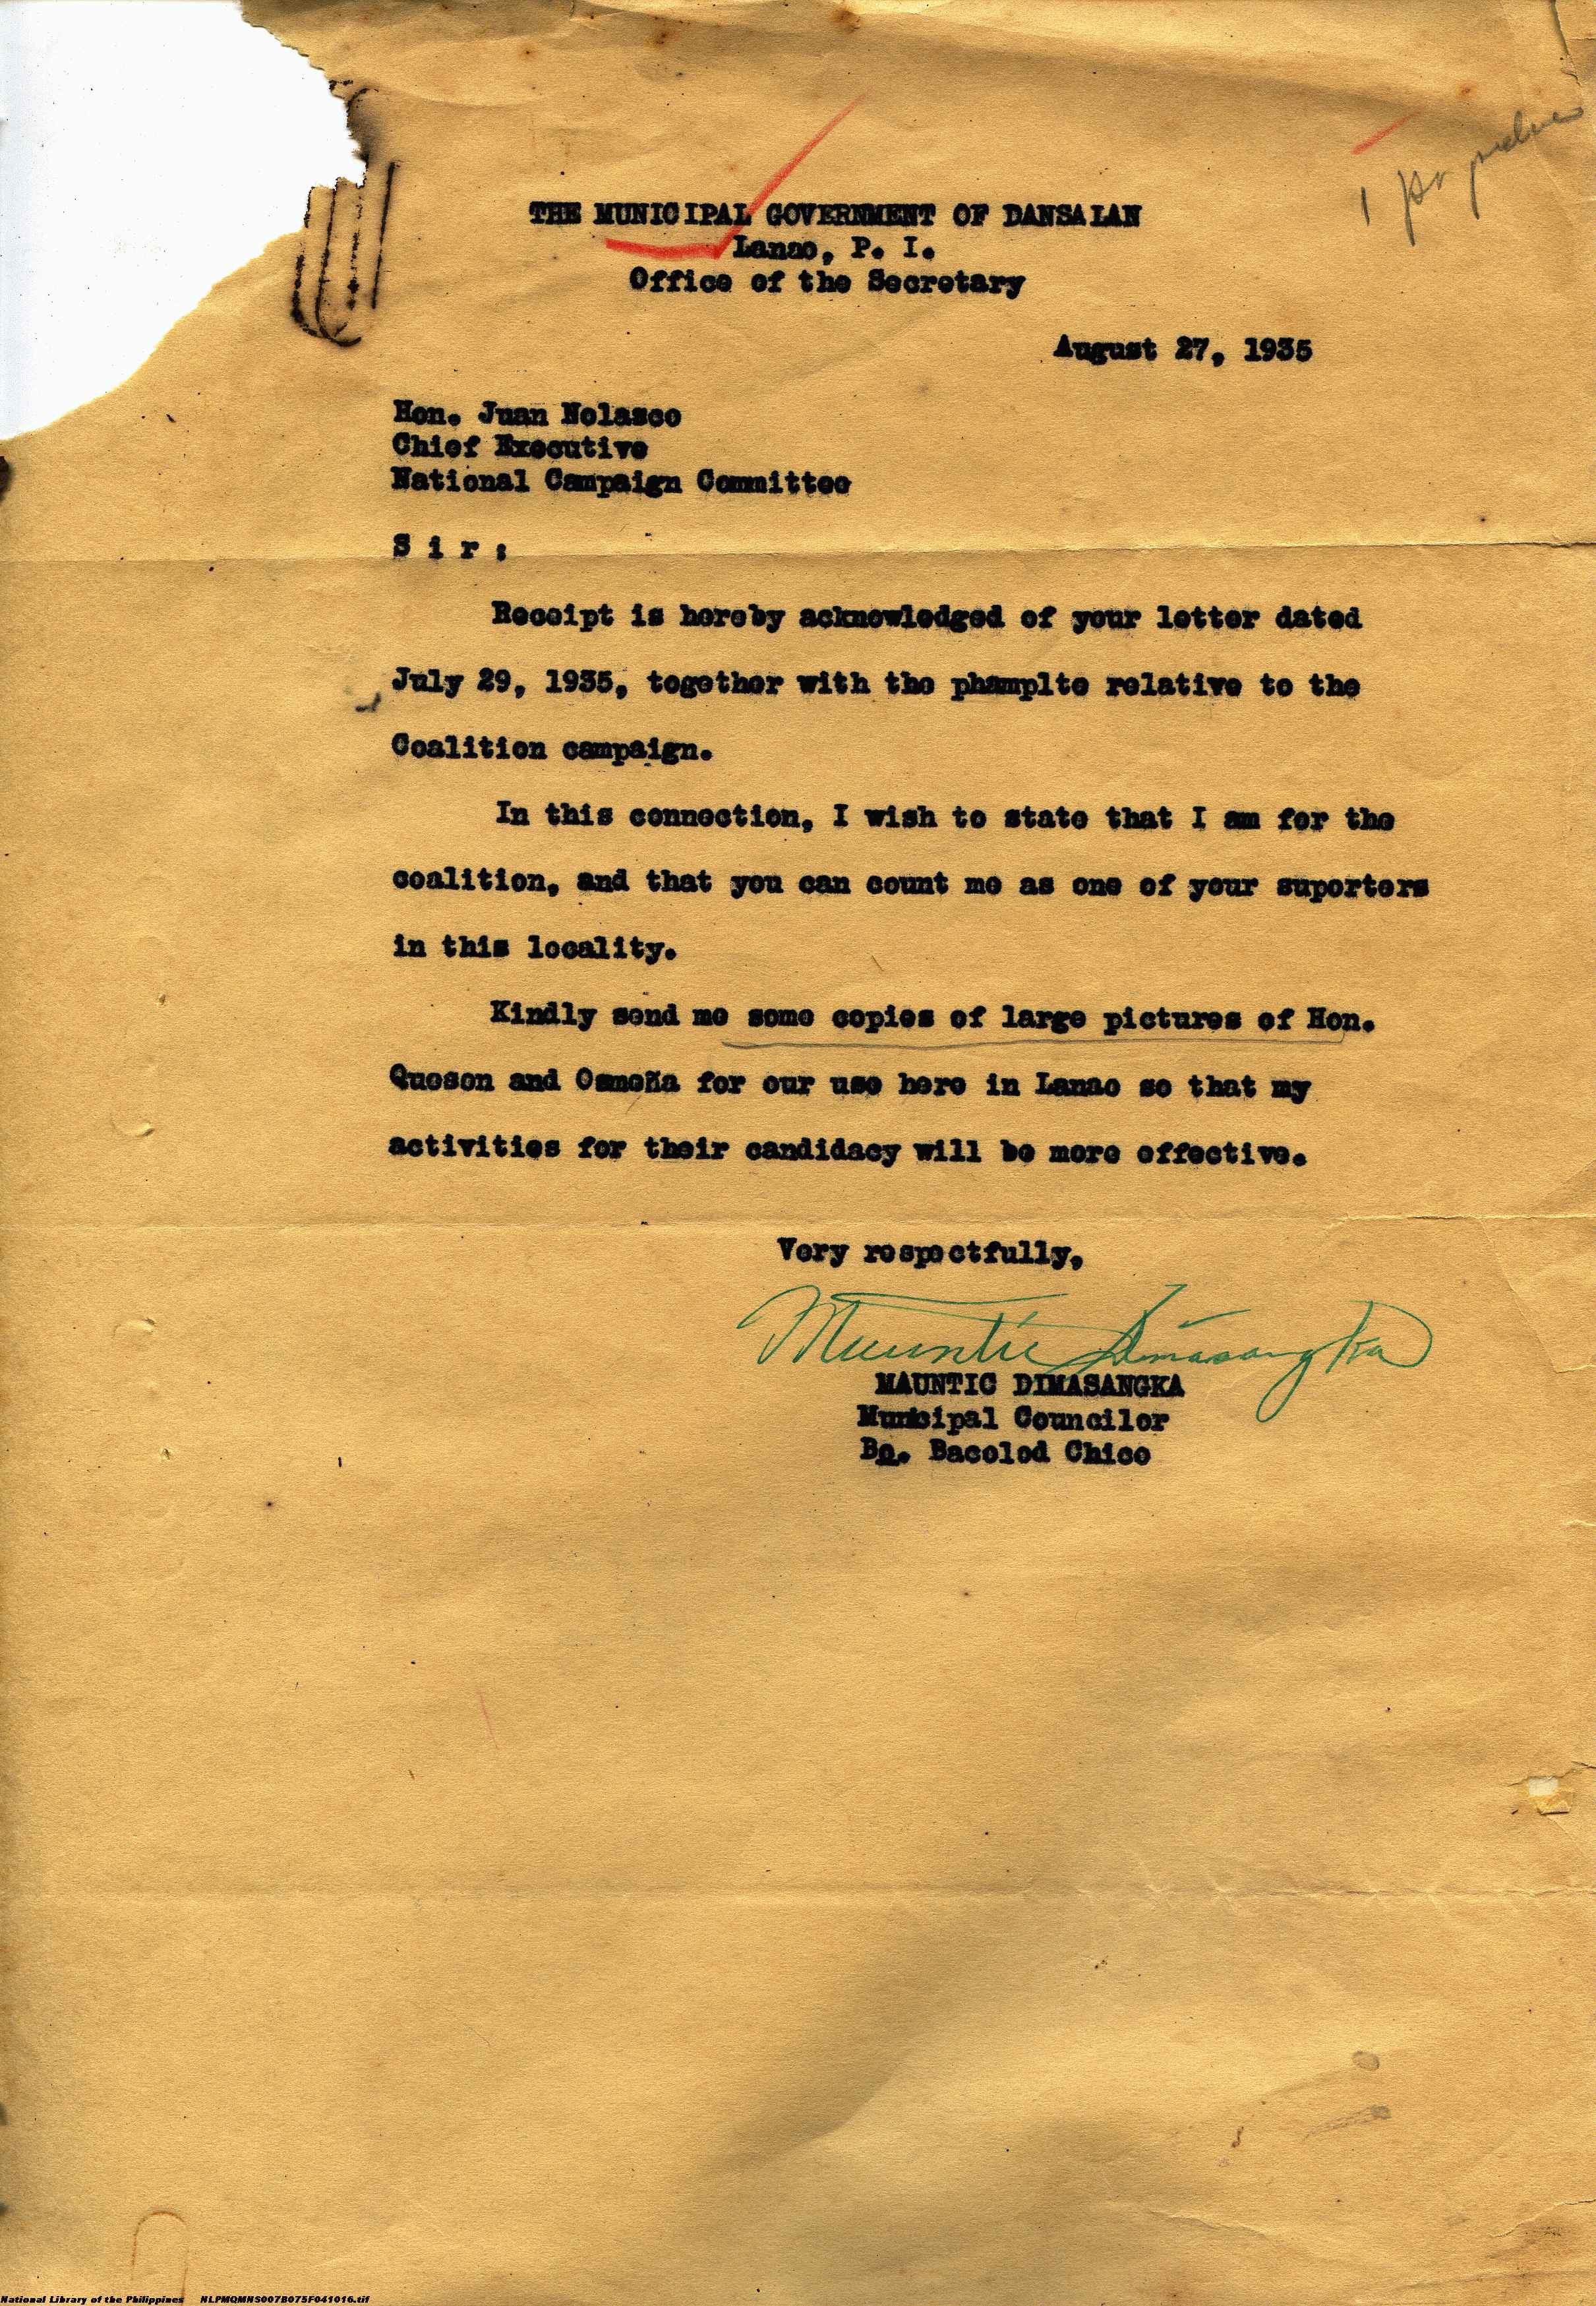 THE MUNICIPAL GOVERNMENT OF DANSALAN
Lanao, P. I.
Office of the Secretary
August 27, 1935
Hon. Juan Nolasco
Chief Executive
National Campaign Committee
S i r :
Receipt is hereby acknowledged of your letter dated
July 29, 1935, together with the phamplte relative to the
Coalition campaign.
In this connection, I wish to state that I am for the
coalition, and that you can count me as one of your suporters
in this locality.
Kindly send me some copies of large pictures of Hon.
Queson and Osmeña for our use here in Lanao so that my
activities for their candidacy will be more effective.
Very respectfully,
MAUNTIC DIMASANGKA
Municipal Councilor
Bo. Bacolod Chico
National Library of the Philippines NLPMQMNS007B075F041016.tif